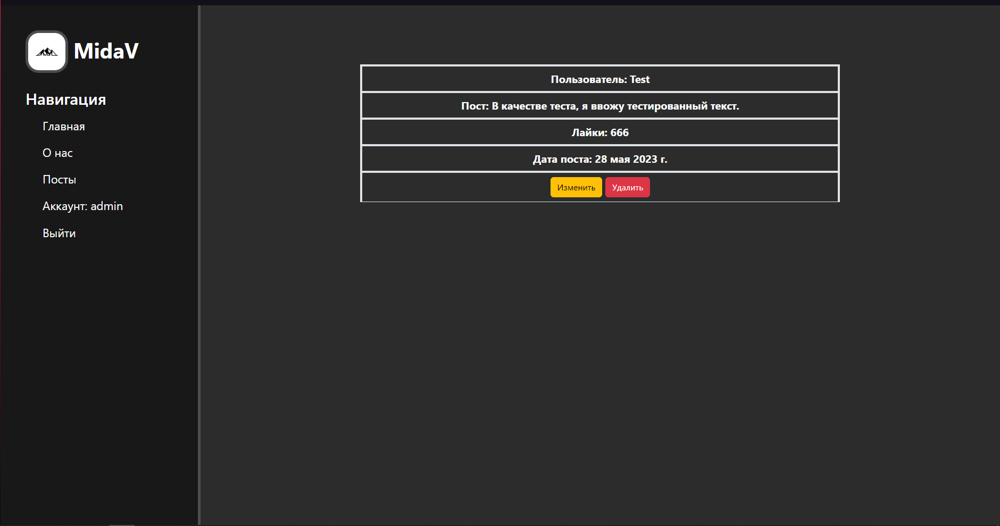 MidaV
Навигация
Главная
О нас
Посты
Аккаунт: admin
Выйти
Пользователь: Test
Пост: В качестве теста, я ввожу тестированный текст.
Лайки: 666
Дата поста: 28 мая 2023 г.
Изменить Удалить